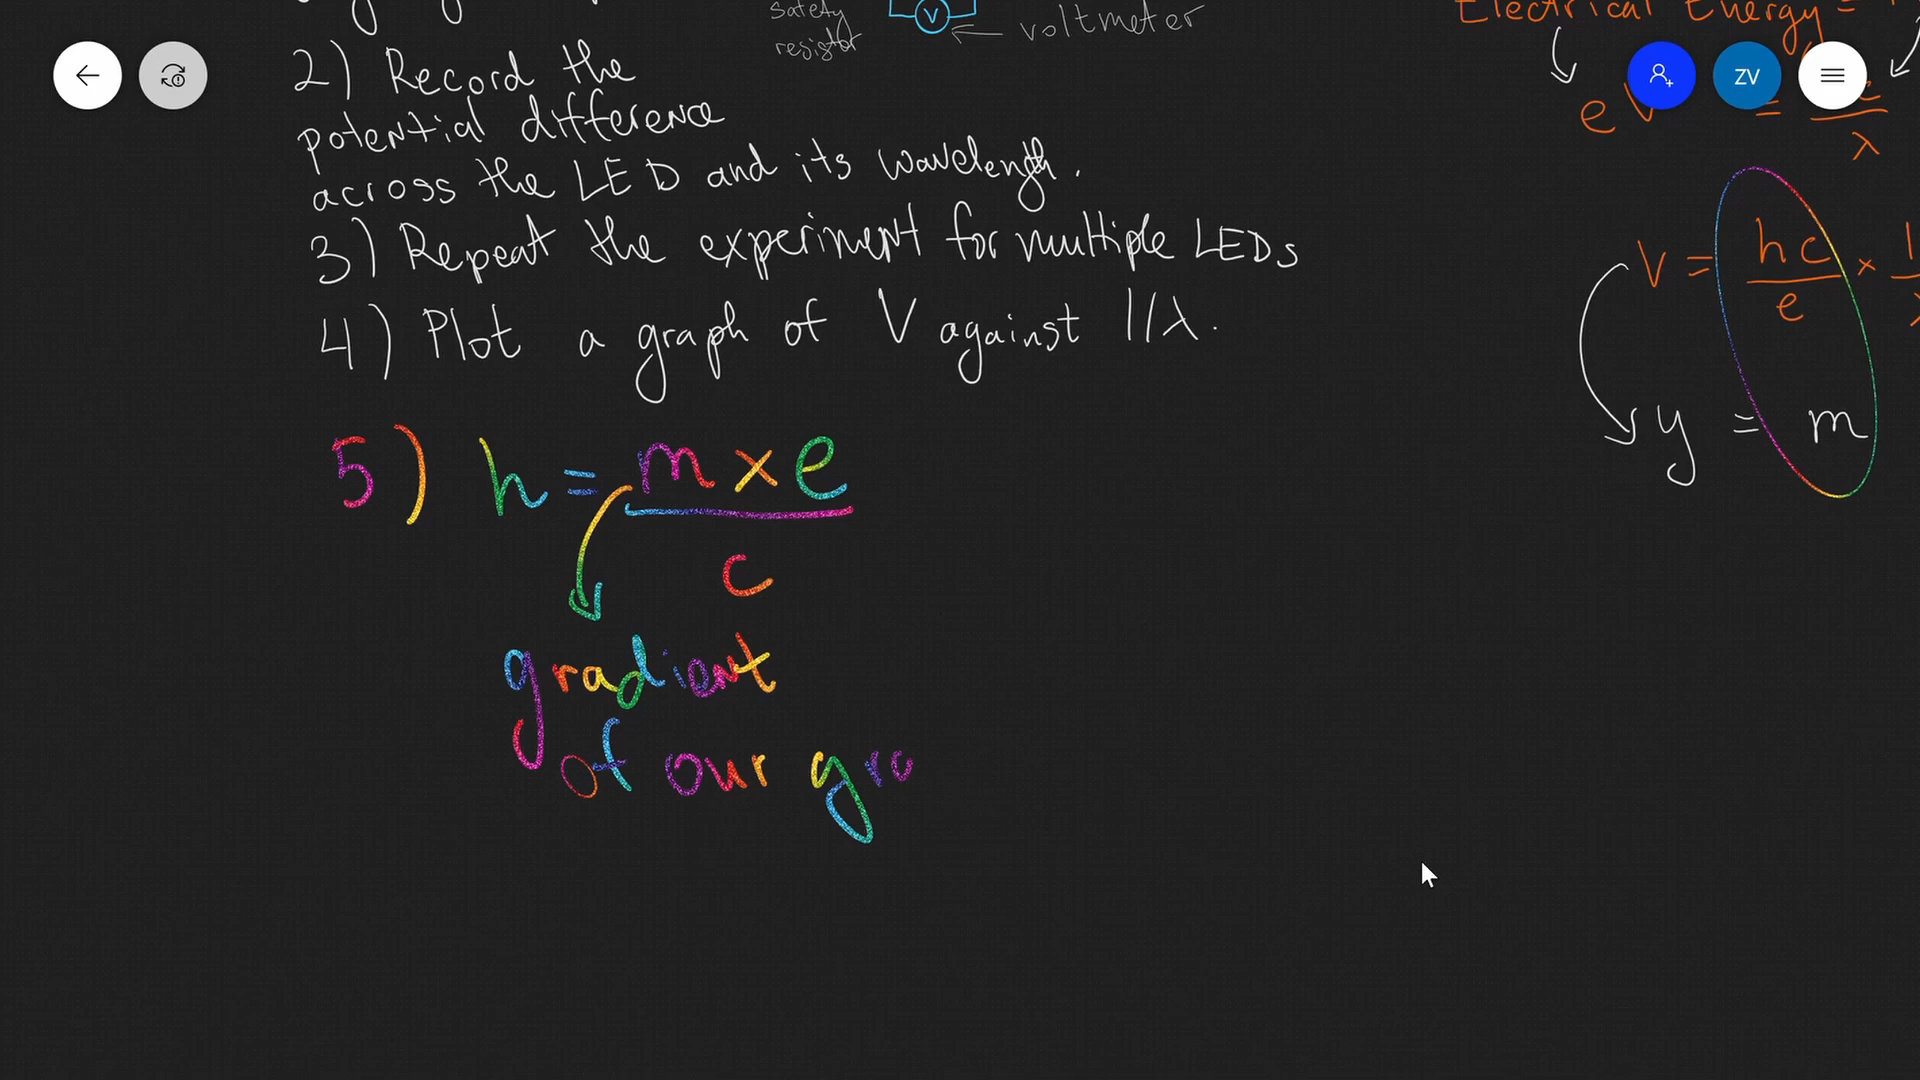 safety
resistor
V
voltmeter
Electrical Energy =
2) Record the
potential difference
across the LED and its wavelength.
3) Repeat the experiment for multiple LEDs
4) Plot a graph of V against 1/λ.
5) h = m x e
c
gradient
of our gra
ZV
eV =
λ
V = hc/e × 1
y = m